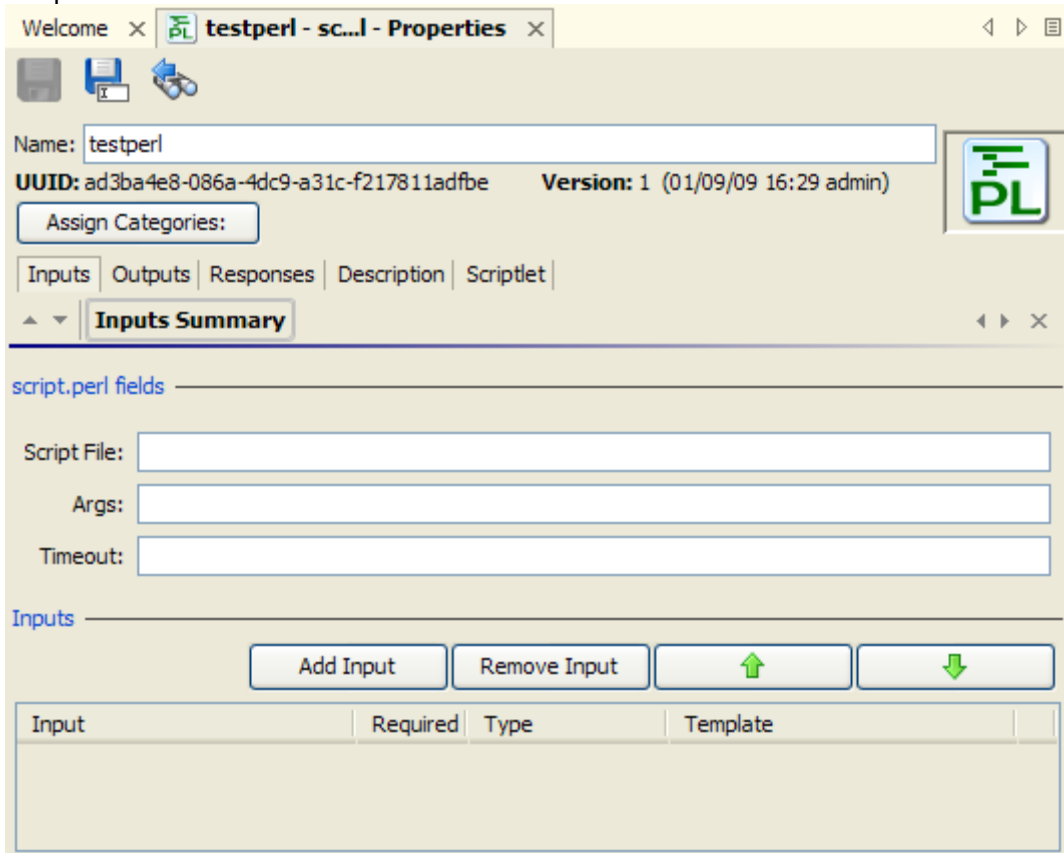 Welcome testperl - sc...l - Properties
Name: testperl
PL
UUID: ad3ba4e8-086a-4dc9-a31c-f217811adfbe Version: 1 (01/09/09 16:29 admin)
Assign Categories:
Inputs Outputs Responses Description Scriptlet
Inputs Summary
script.perl fields
Script File:
Args:
Timeout:
Inputs
Add Input Remove Input
Input Required Type Template